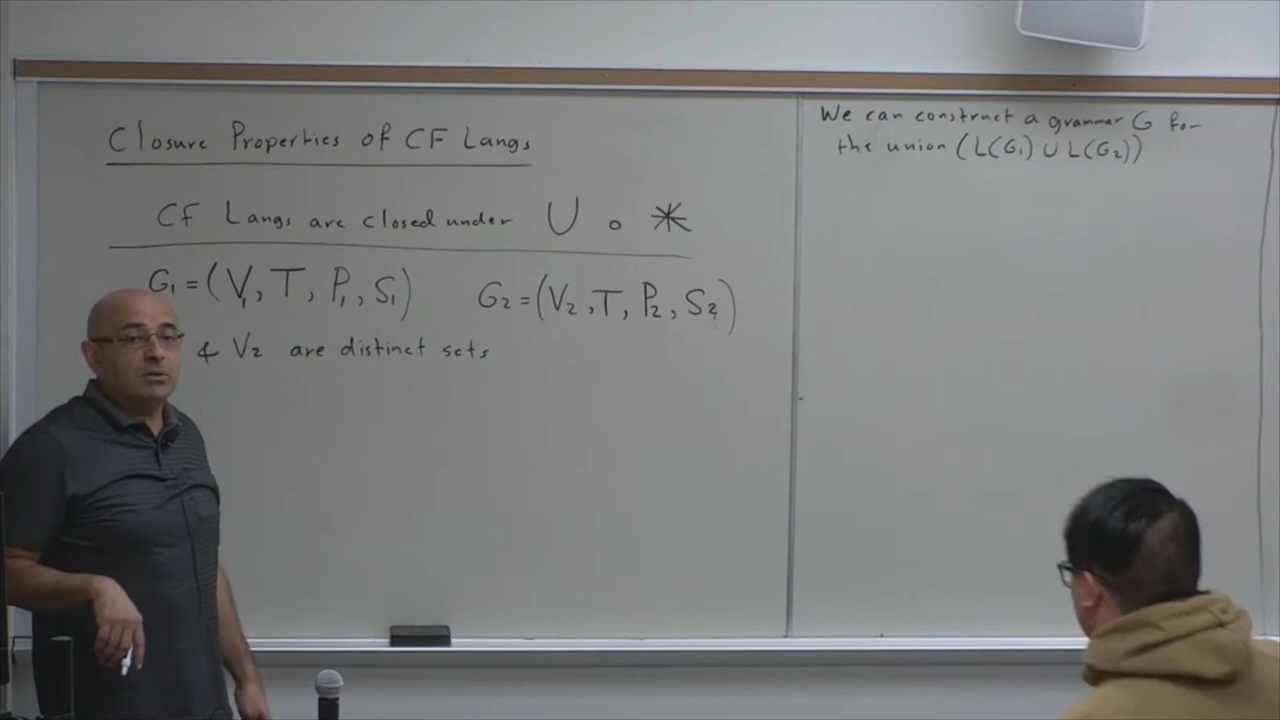 Closure Properties of CF Langs
CF Langs are closed under ∪ ∘ *
G₁ = (V₁, T, P₁, S₁) G₂ = (V₂, T, P₂, S₂)
& V₂ are distinct sets
We can construct a grammar G for
the union (L(G₁) ∪ L(G₂))